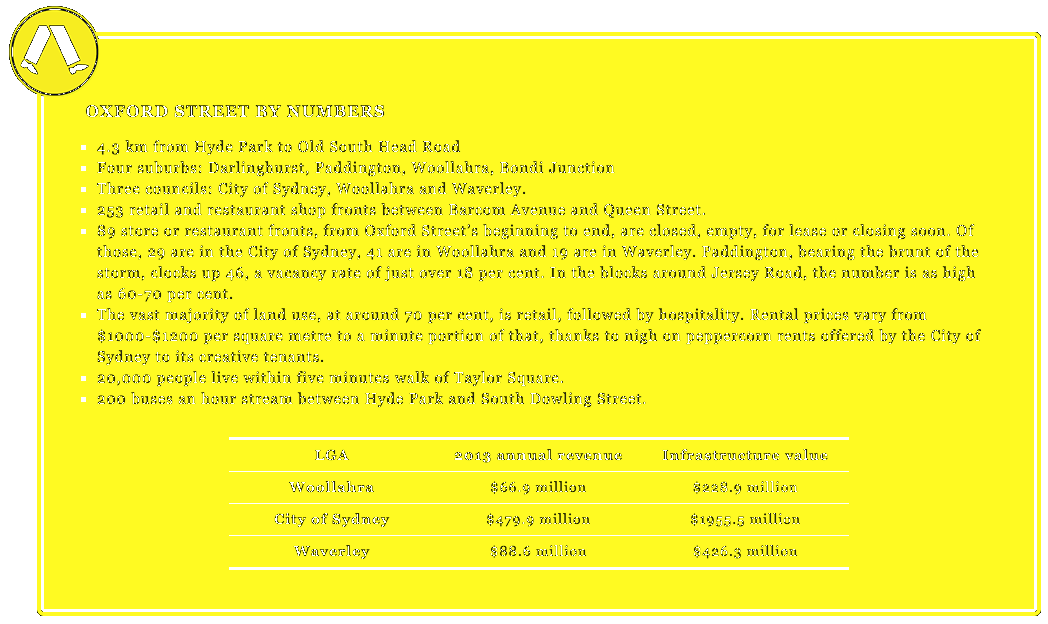 OXFORD STREET BY NUMBERS
4.3 km from Hyde Park to Old South Head Road
Four suburbs: Darlinghurst, Paddington, Woollahra, Bondi Junction
Three councils: City of Sydney, Woollahra and Waverley.
253 retail and restaurant shop fronts between Barcom Avenue and Queen Street.
89 store or restaurant fronts, from Oxford Street's beginning to end, are closed, empty, for lease or closing soon. Of
those, 29 are in the City of Sydney, 41 are in Woollahra and 19 are in Waverley. Paddington, bearing the brunt of the
storm, clocks up 46, a vacancy rate of just over 18 per cent. In the blocks around Jersey Road, the number is as high
as 60-70 per cent.
The vast majority of land use, at around 70 per cent, is retail, followed by hospitality. Rental prices vary from
$1000-$1200 per square metre to a minute portion of that, thanks to nigh on peppercorn rents offered by the City of
Sydney to its creative tenants.
20,000 people live within five minutes walk of Taylor Square.
200 buses an hour stream between Hyde Park and South Dowling Street.
LGA 2013 annual revenue Infrastructure value
Woollahra $66.9 million $228.9 million
City of Sydney $479.9 million $1955.5 million
Waverley $88.6 million $426.3 million